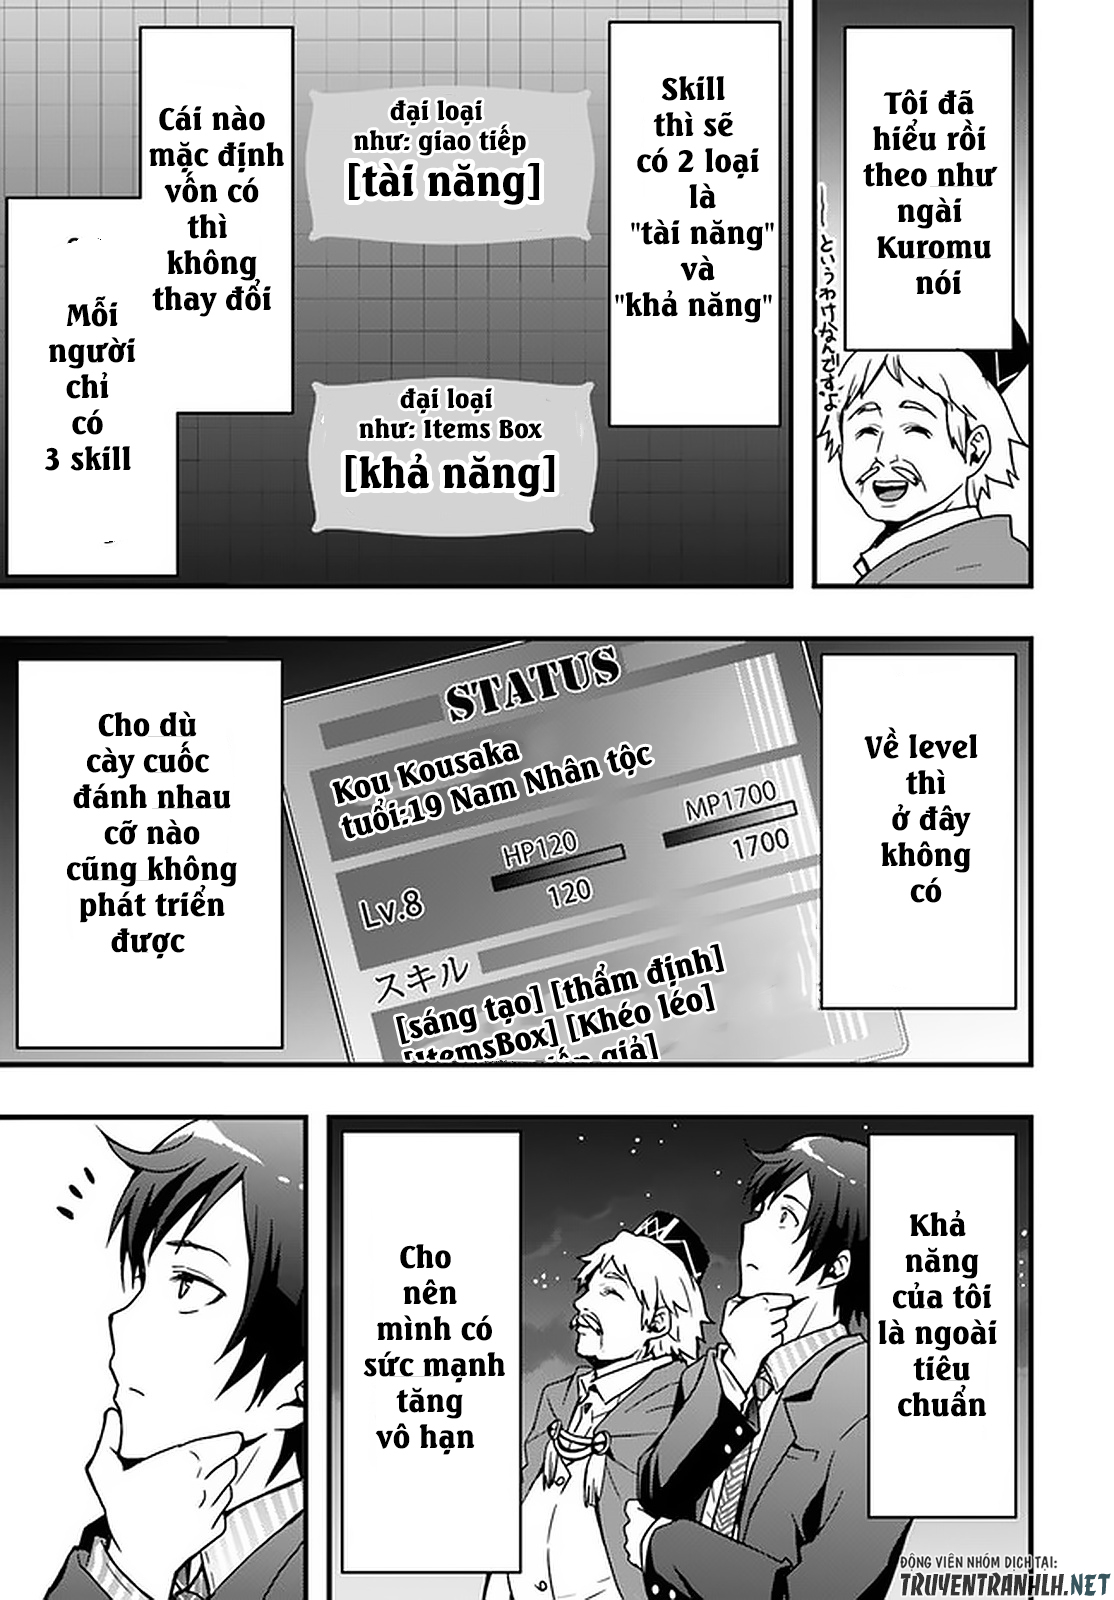 Tôi đã
hiểu rồi
theo như
ngài
Kuromu
nói
～というわけなんですよ～
Skill
thì sẽ
có 2 loại
là
"tài năng"
và
"khả năng"
đại loại
như: giao tiếp
[tài năng]
đại loại
như: Items Box
[khả năng]
Cái nào
mặc định
vốn có
thì
không
thay đổi
Mỗi
người
chỉ
có
3 skill
Về level
thì
ở đây
không
có
STATUS
Kou Kousaka
tuổi:19 Nam Nhân tộc
MP1700
1700
HP120
120
Lv.8
スキル
[sáng tạo] [thẩm định]
[ItemsBox] [Khéo léo]
giả]
Cho dù
cày cuốc
đánh nhau
cỡ nào
cũng không
phát triển
được
Khả
năng
của tôi
là ngoài
tiêu
chuẩn
Cho
nên
mình có
sức mạnh
tăng
vô hạn
ĐỘNG VIÊN NHÓM DỊCH TẠI:
TRUYENTRANHLH.NET